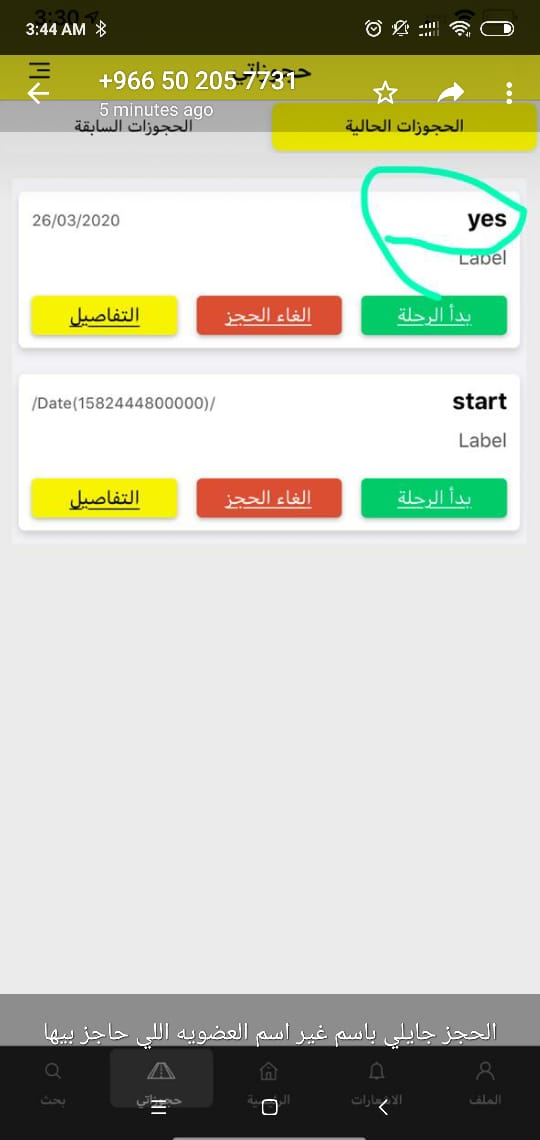 3:44 AM
3:30
حجوزاتي
+966 50 205 7731
5 minutes ago
الحجوزات الحالية
الحجوزات السابقة
yes
26/03/2020
Label
بدأ الرحلة
الغاء الحجز
التفاصيل
start
/Date(1582444800000)/
Label
بدأ الرحلة
الغاء الحجز
التفاصيل
الحجز جايلي باسم غير اسم العضويه اللي حاجز بيها
الملف
الاشعارات
الرئيسية
حجوزاتي
بحث